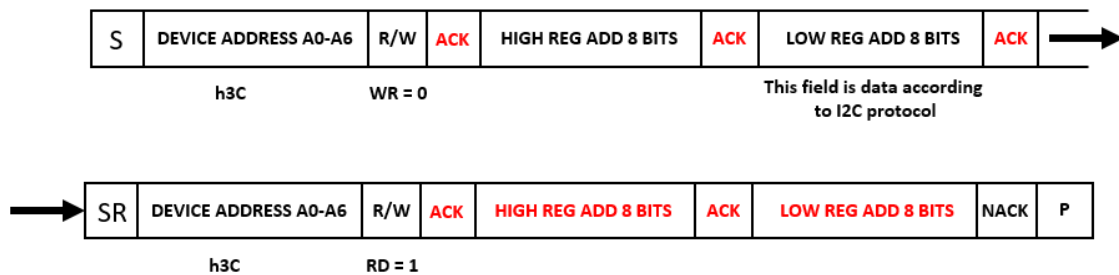 S DEVICE ADDRESS A0-A6 R/W ACK HIGH REG ADD 8 BITS ACK LOW REG ADD 8 BITS ACK
h3C WR = 0 This field is data according
to I2C protocol
SR DEVICE ADDRESS A0-A6 R/W ACK HIGH REG ADD 8 BITS ACK LOW REG ADD 8 BITS NACK P
h3C RD = 1